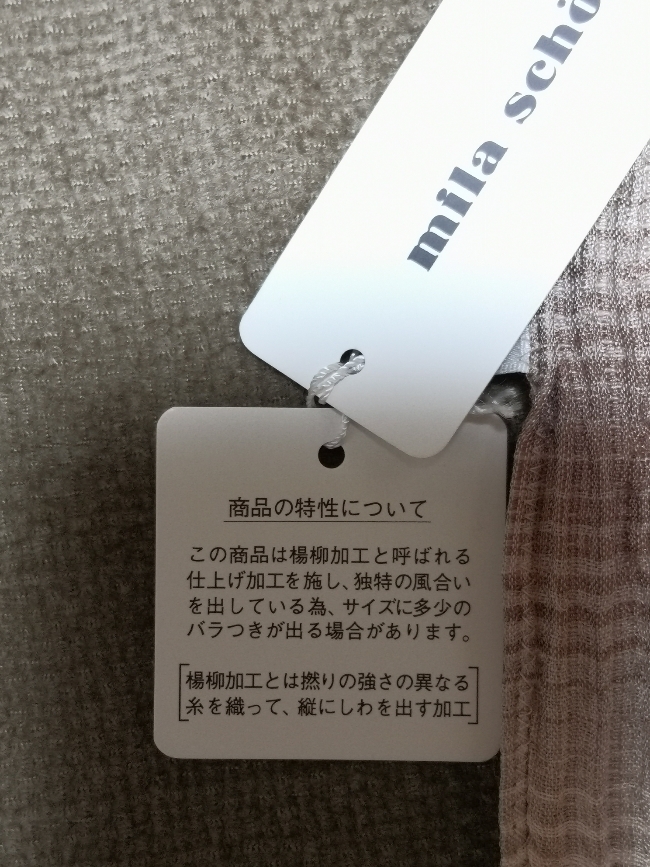 mila schö
商品の特性について
この商品は楊柳加工と呼ばれる
仕上げ加工を施し、独特の風合い
を出している為、サイズに多少の
バラつきが出る場合があります。
[楊柳加工とは撚りの強さの異なる
糸を織って、縦にしわを出す加工]